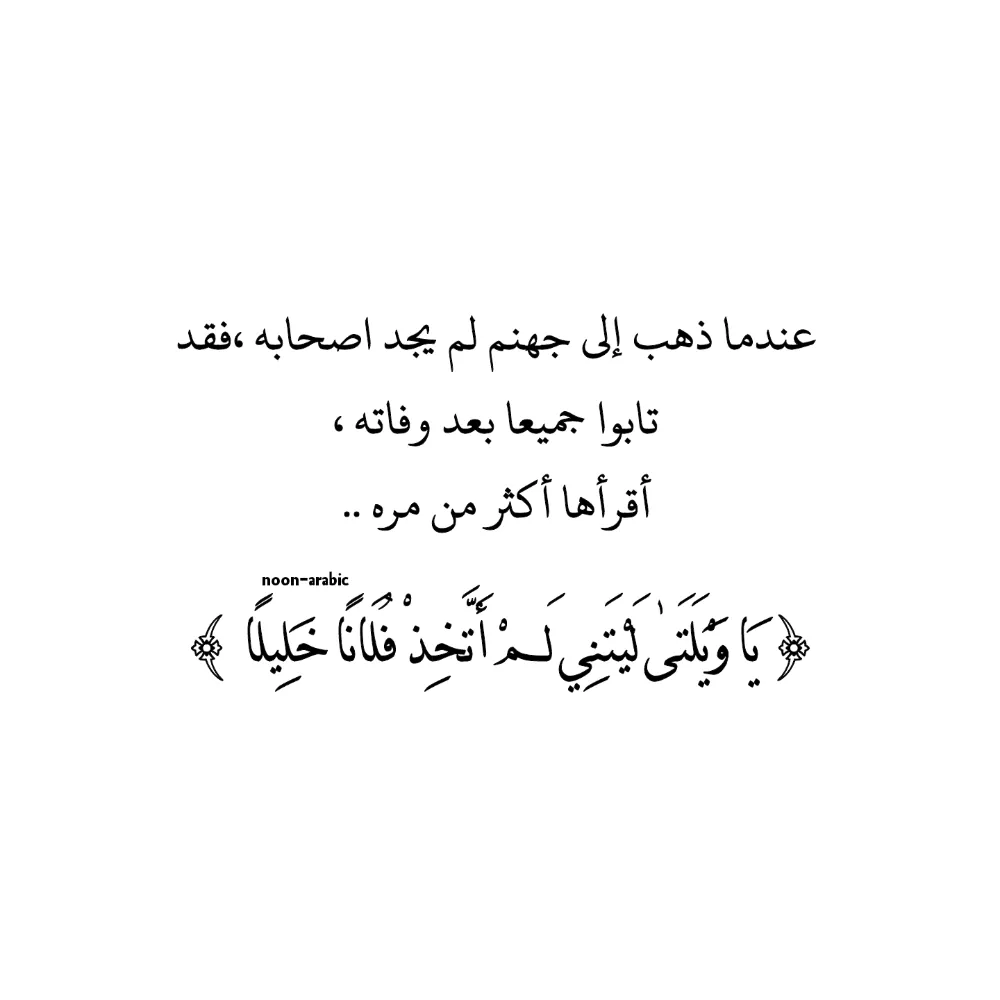 عندما ذهب إلى جهنم لم يجد اصحابه ،فقد
تابوا جميعا بعد وفاته ،
أقرأها أكثر من مره ..
noon-arabic
﴿ يَا وَيْلَتَىٰ لَيْتَنِي لَـمْ أَتَّخِذْ فُلَانًا خَلِيلًا ﴾